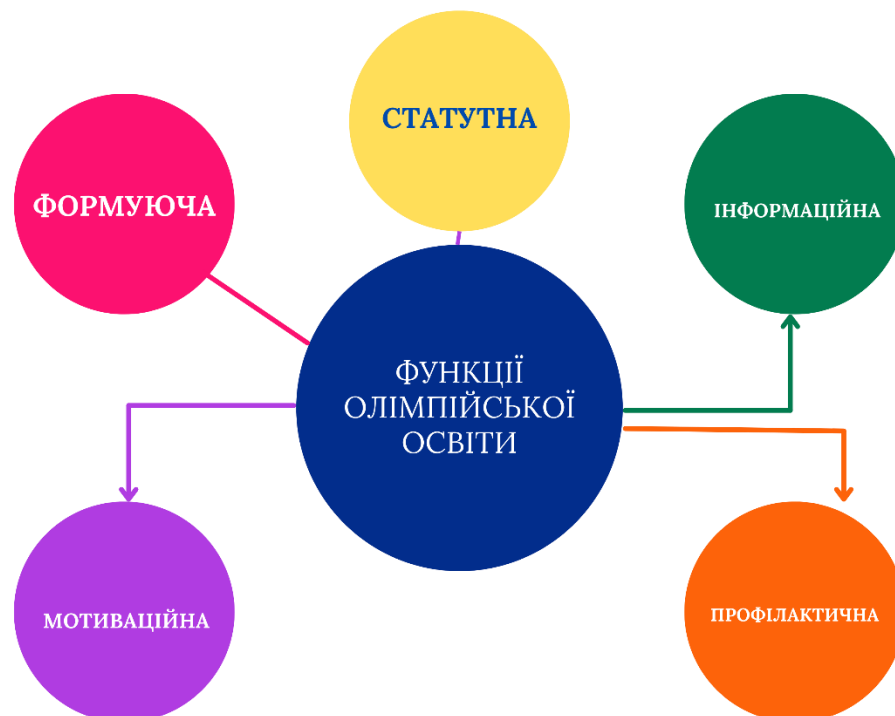 СТАТУТНА
ФОРМУЮЧА
ІНФОРМАЦІЙНА
ФУНКЦІЇ
ОЛІМПІЙСЬКОЇ
ОСВІТИ
МОТИВАЦІЙНА
ПРОФІЛАКТИЧНА